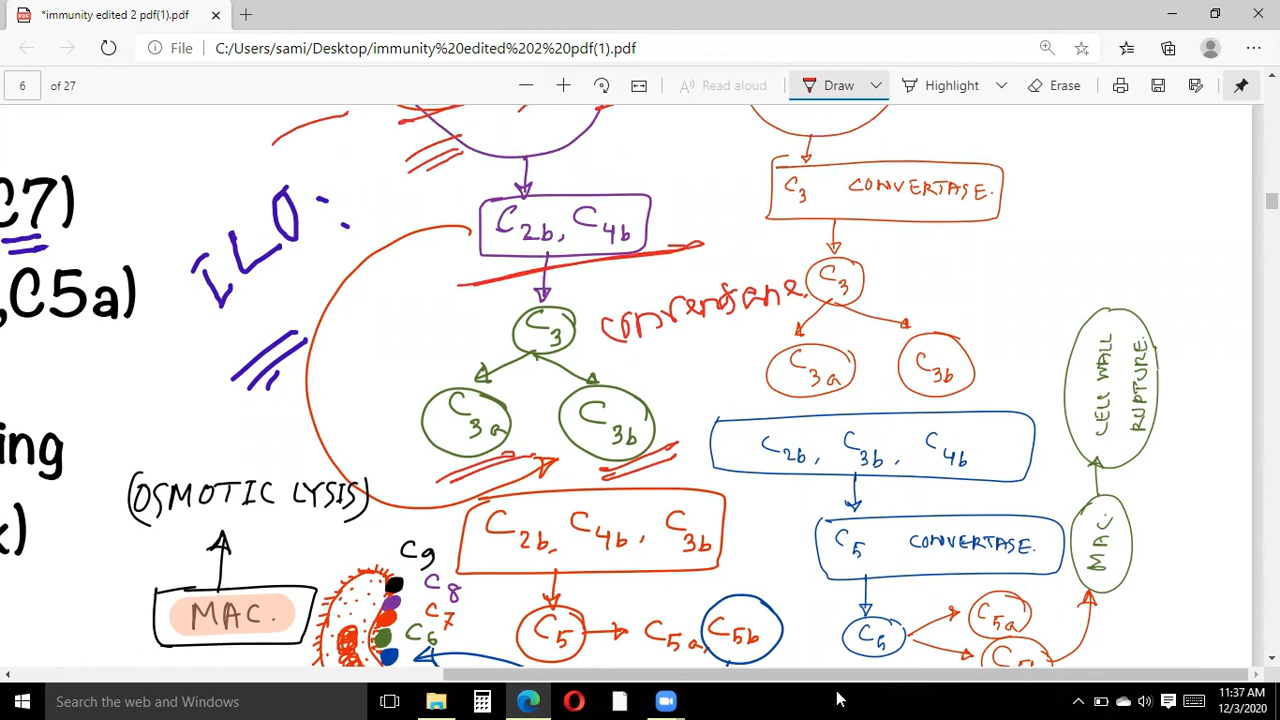 *immunity edited 2 pdf(1).pdf
File C:/Users/sami/Desktop/immunity%20edited%202%20pdf(1).pdf
6 of 27
Read aloud
Draw
Highlight
Erase
C7)
,C5a)
ing
ILO:
C2b, C4b
C3
C3a
C3b
C2b, C4b, C3b
C5
C5a,
C5b
C3 CONVERTASE.
C3
C3a
C3b
C2b, C3b, C4b
C5 CONVERTASE.
C5
C5a
MAC.
CELL WALL
RUPTURE.
(OSMOTIC LYSIS)
MAC.
C9
C8
C7
C6
Search the web and Windows
11:37 AM
12/3/2020